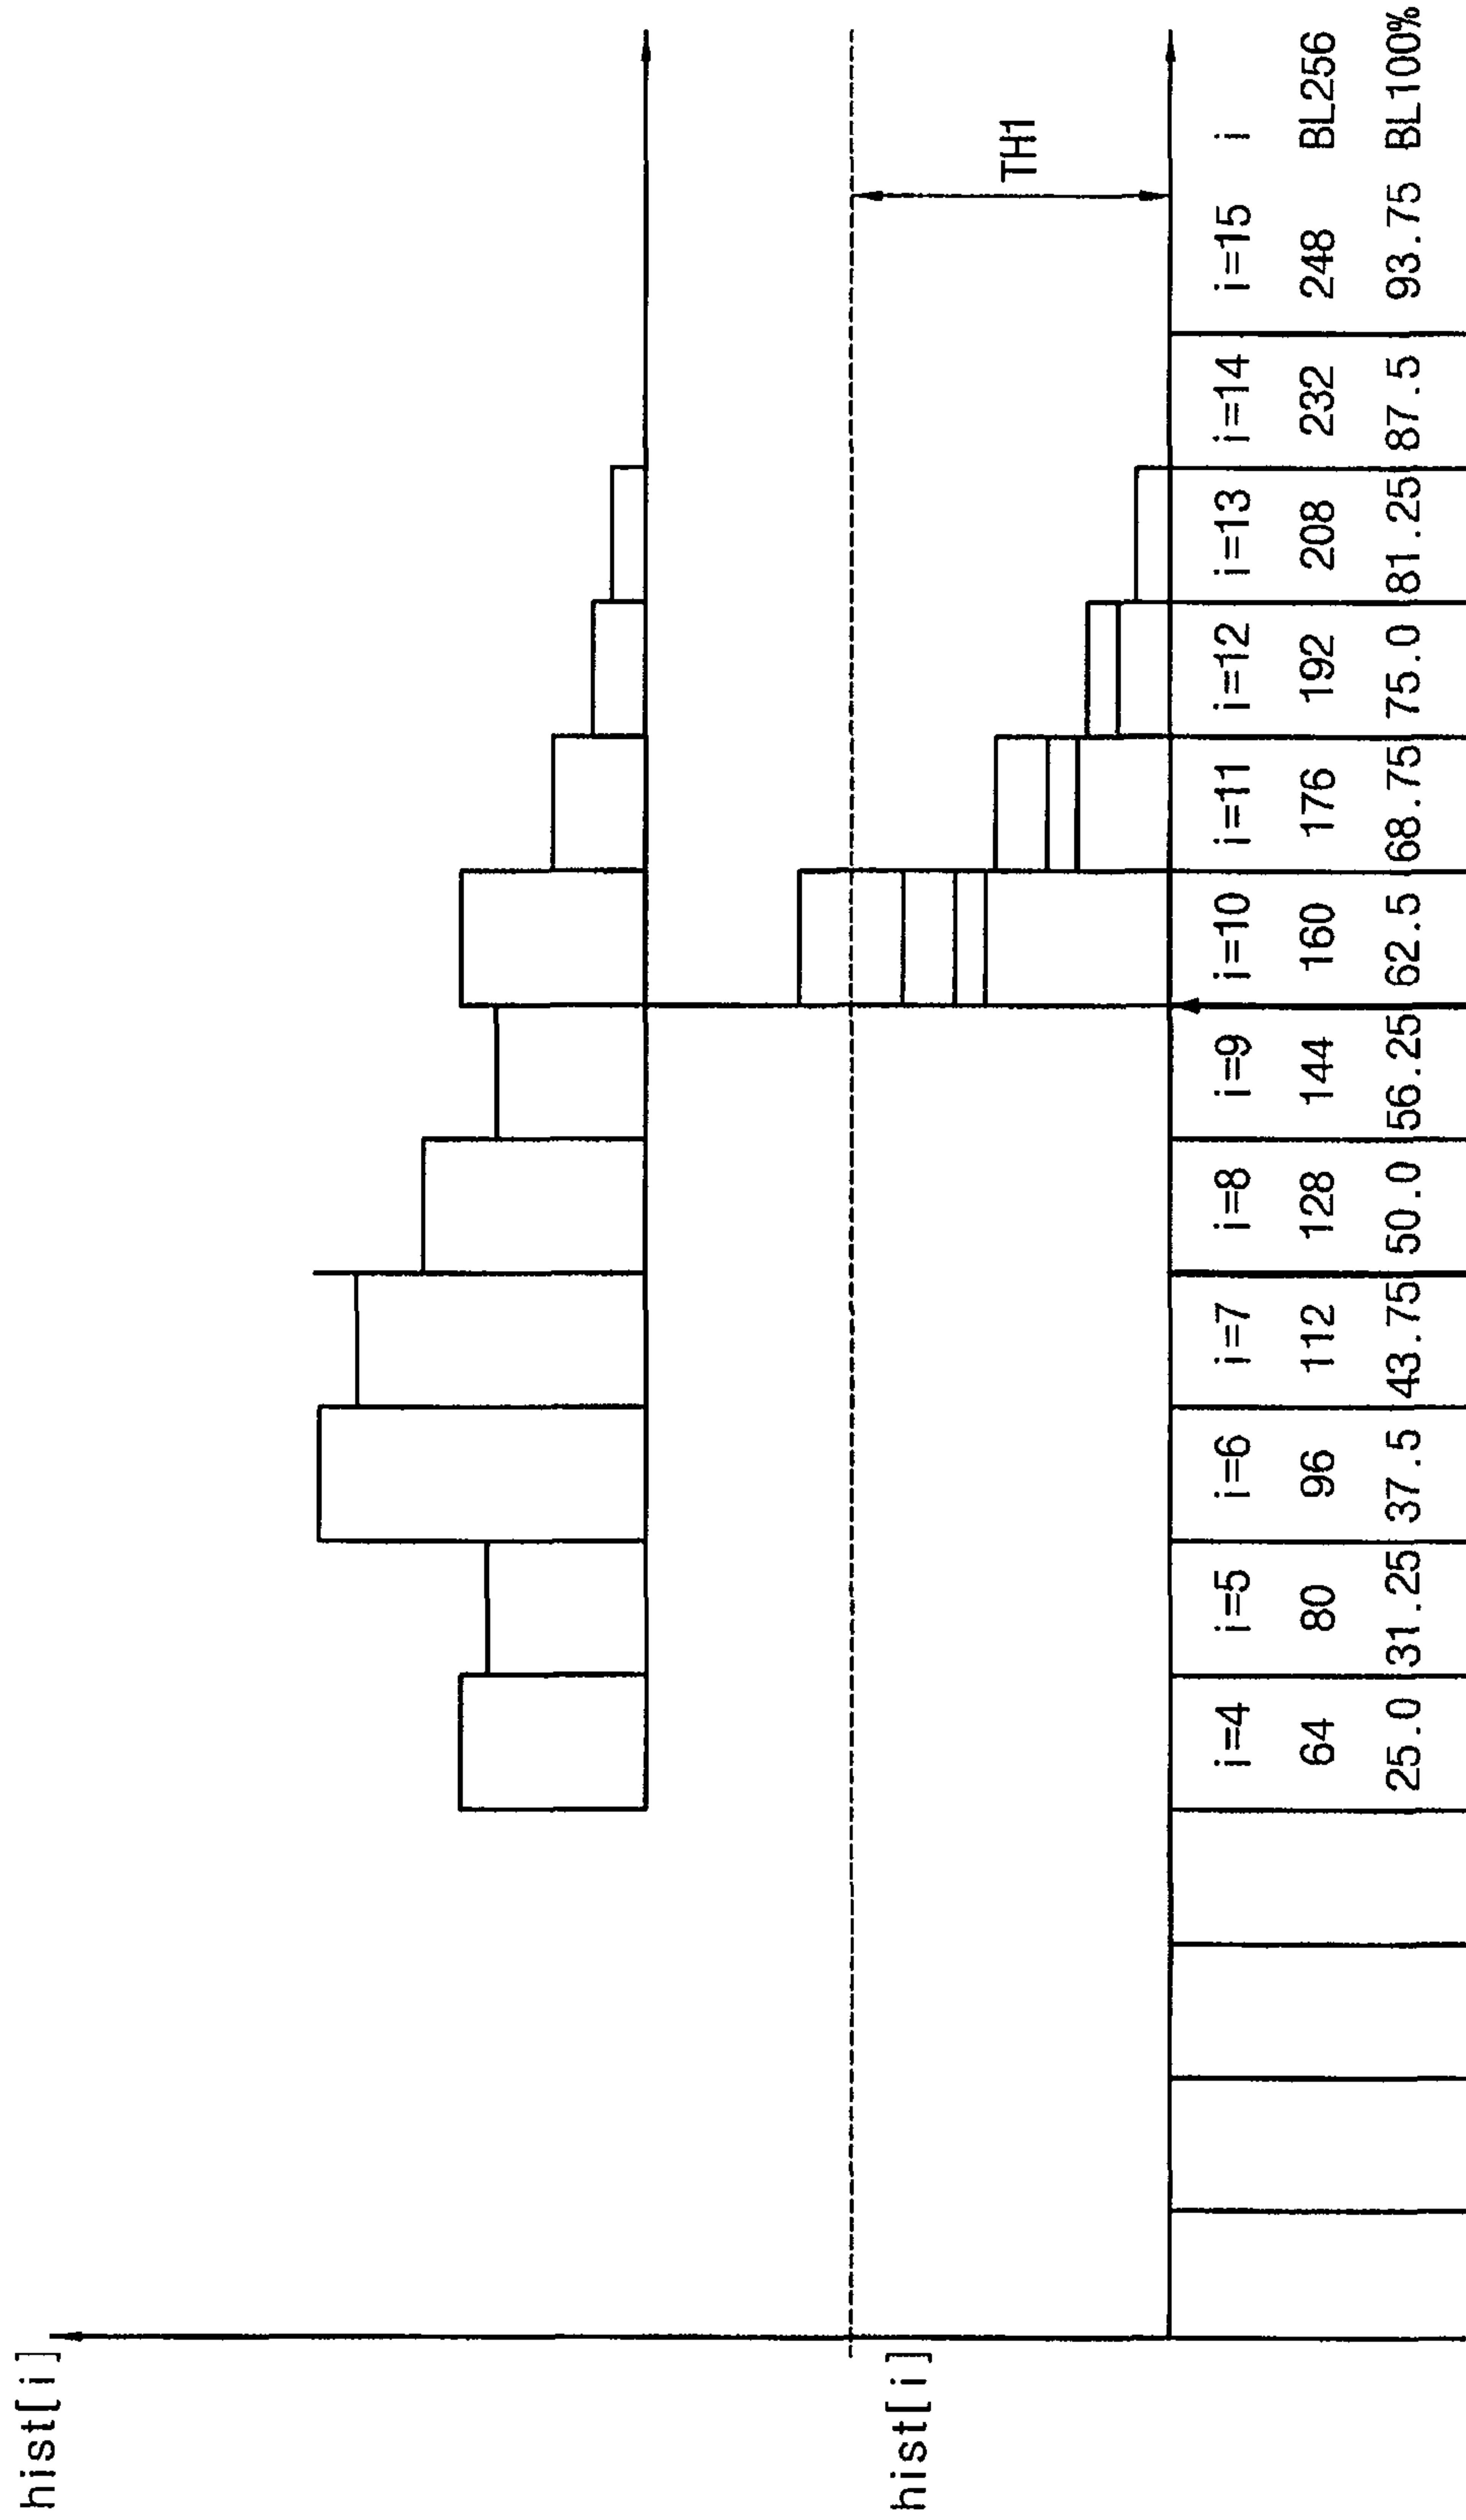 hist[i]
hist[i]
TH1
i=4 i=5 i=6 i=7 i=8 i=9 i=10 i=11 i=12 i=13 i=14 i=15 i
64 80 96 112 128 144 160 176 192 208 232 248 BL256
25.0 31.25 37.5 43.75 50.0 56.25 62.5 68.75 75.0 81.25 87.5 93.75 BL100%